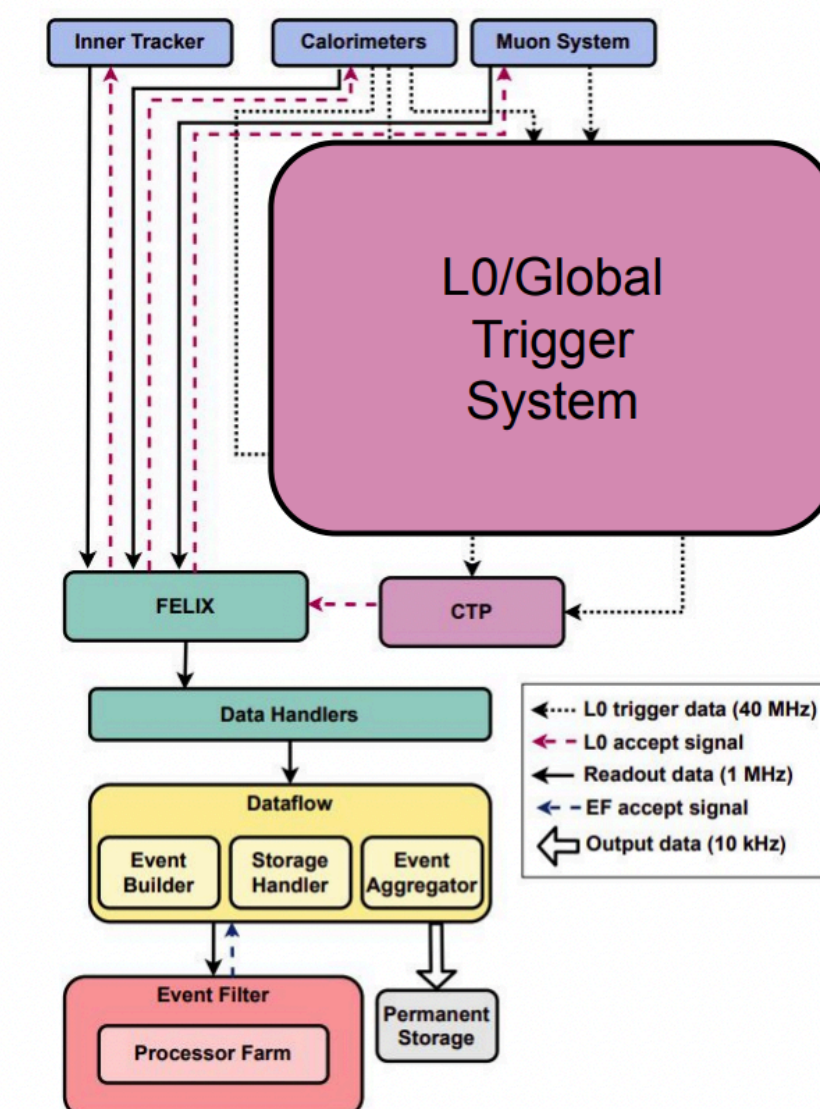 Inner Tracker
Calorimeters
Muon System
L0/Global
Trigger
System
FELIX
CTP
Data Handlers
L0 trigger data (40 MHz)
L0 accept signal
Readout data (1 MHz)
EF accept signal
Output data (10 kHz)
Dataflow
Event
Builder
Storage
Handler
Event
Aggregator
Event Filter
Processor Farm
Permanent
Storage